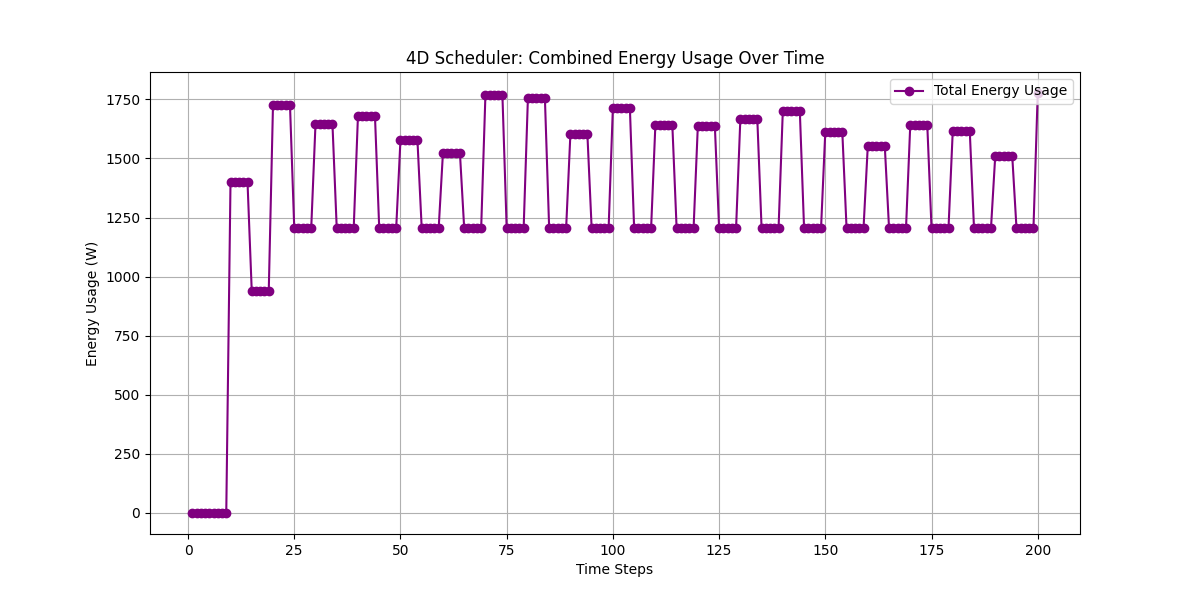 4D Scheduler: Combined Energy Usage Over Time
Total Energy Usage
Energy Usage (W)
1750
1500
1250
1000
750
500
250
0
0 25 50 75 100 125 150 175 200
Time Steps